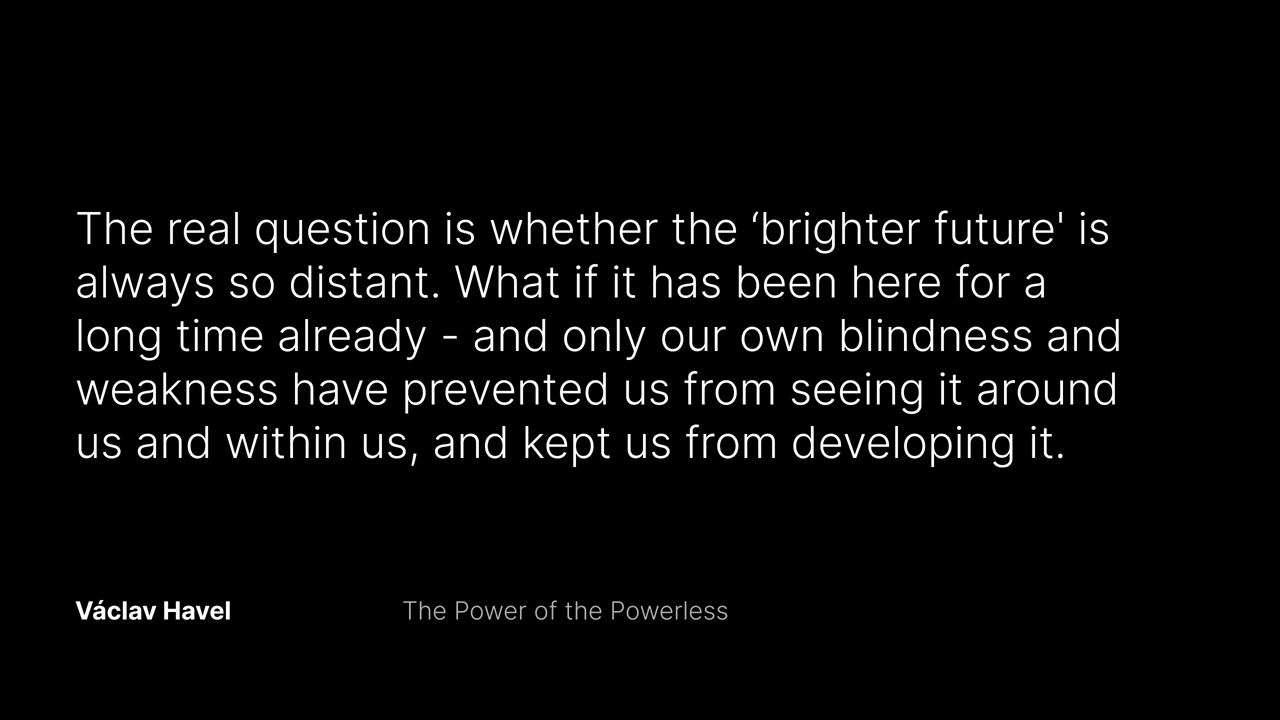 The real question is whether the ‘brighter future' is
always so distant. What if it has been here for a
long time already - and only our own blindness and
weakness have prevented us from seeing it around
us and within us, and kept us from developing it.
Václav Havel The Power of the Powerless